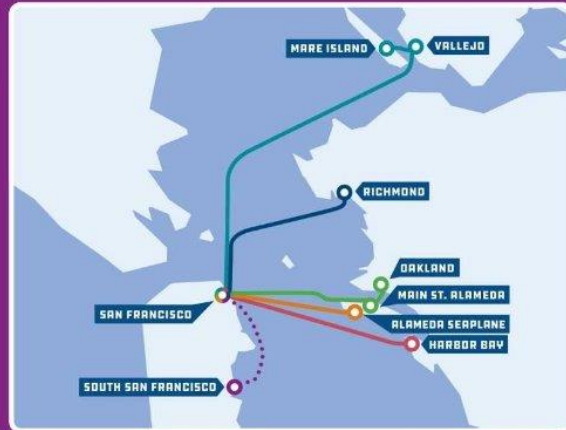 MARE ISLAND
VALLEJO
RICHMOND
OAKLAND
MAIN ST. ALAMEDA
SAN FRANCISCO
ALAMEDA SEAPLANE
HARBOR BAY
SOUTH SAN FRANCISCO